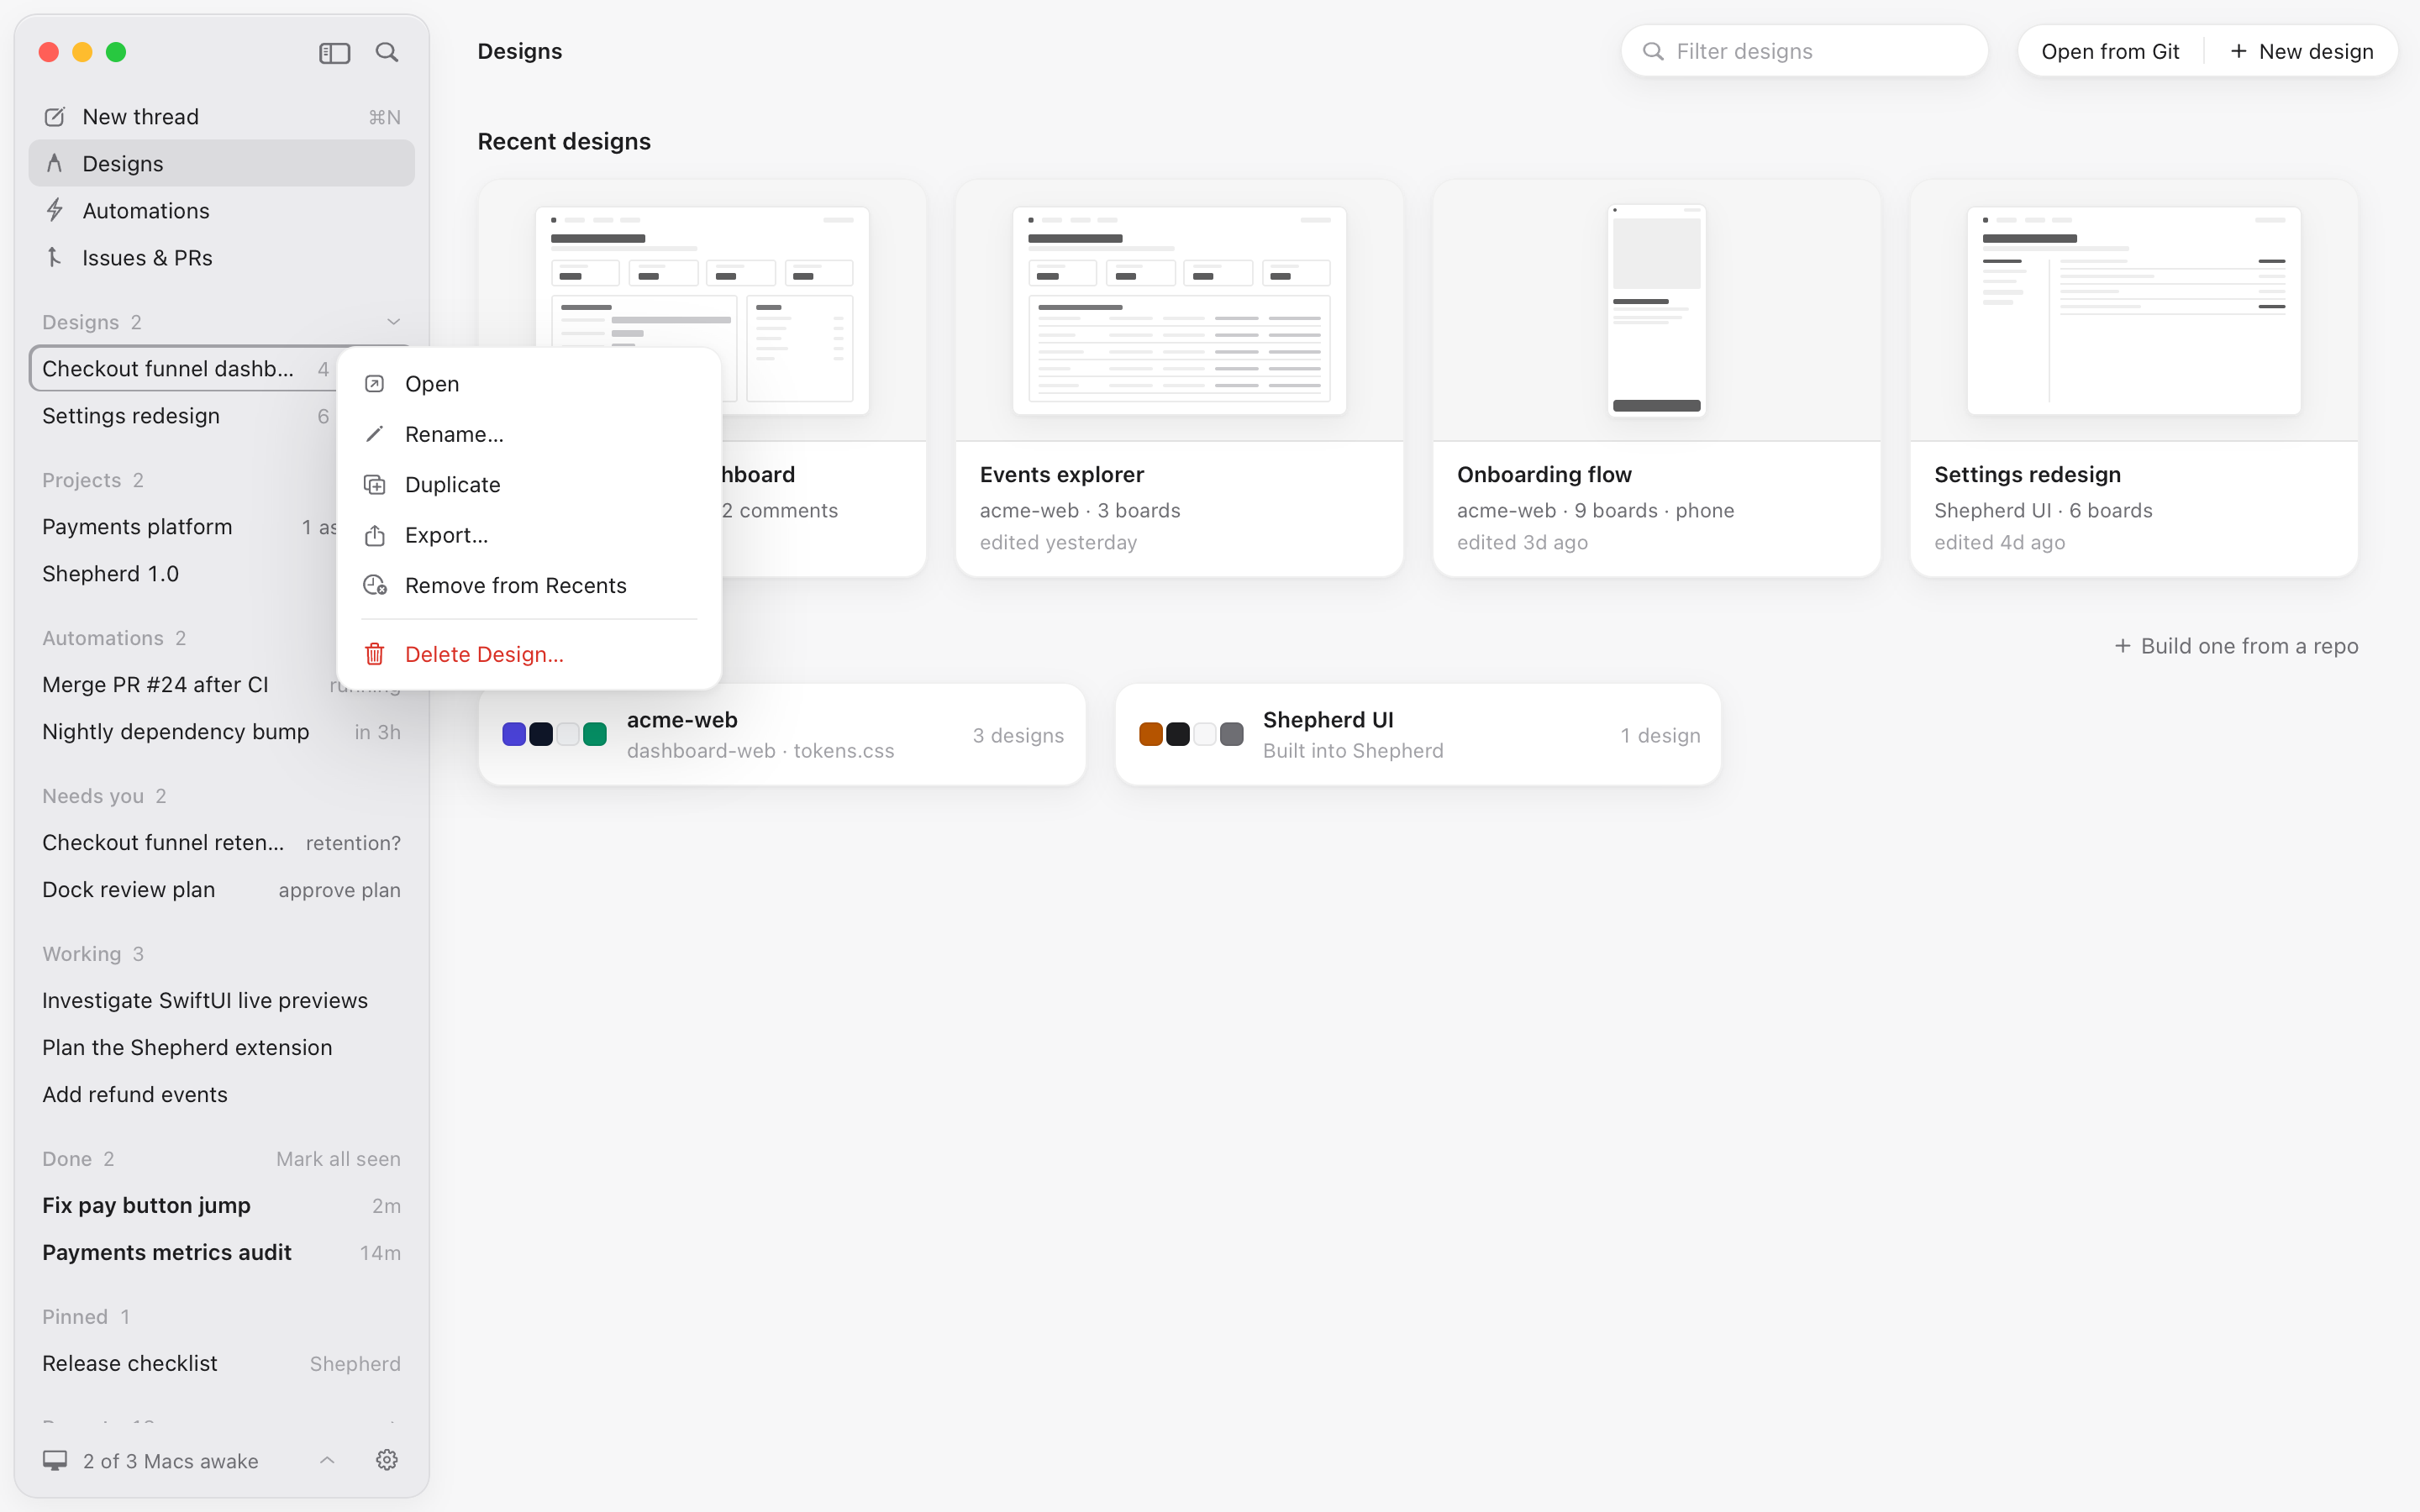 New thread ⌘N
Designs
Automations
Issues & PRs
Designs 2
Checkout funnel dashb... 4
Settings redesign 6
Projects 2
Payments platform 1
Shepherd 1.0
Automations 2
Merge PR #24 after CI running
Nightly dependency bump in 3h
Needs you 2
Checkout funnel reten... retention?
Dock review plan approve plan
Working 3
Investigate SwiftUI live previews
Plan the Shepherd extension
Add refund events
Done 2 Mark all seen
Fix pay button jump 2m
Payments metrics audit 14m
Pinned 1
Release checklist Shepherd
2 of 3 Macs awake
Open
Rename...
Duplicate
Export...
Remove from Recents
Delete Design...
Designs
Filter designs
Open from Git
+ New design
Recent designs
hboard
2 comments
Events explorer
acme-web · 3 boards
edited yesterday
Onboarding flow
acme-web · 9 boards · phone
edited 3d ago
Settings redesign
Shepherd UI · 6 boards
edited 4d ago
+ Build one from a repo
acme-web
dashboard-web · tokens.css
3 designs
Shepherd UI
Built into Shepherd
1 design